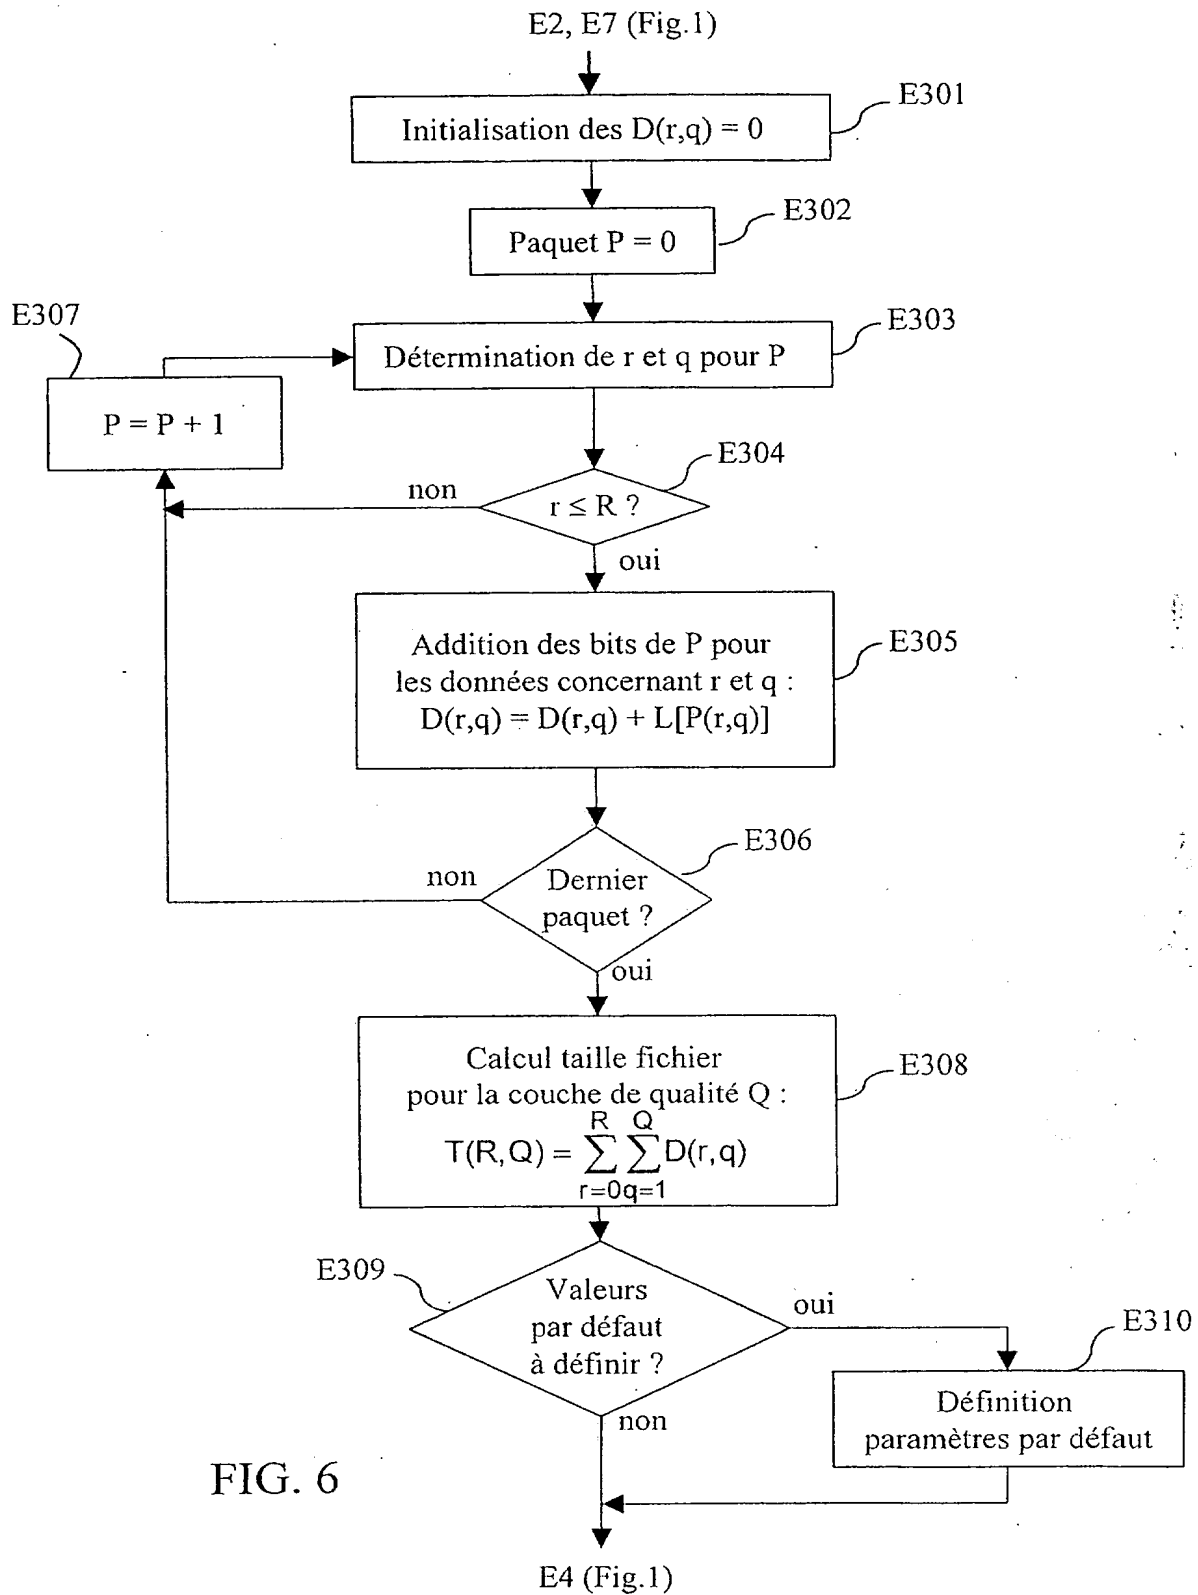 E2, E7 (Fig.1)
E301
Initialisation des D(r,q) = 0
E302
Paquet P = 0
E307
E303
Détermination de r et q pour P
P = P + 1
E304
non
r ≤ R ?
oui
Addition des bits de P pour
les données concernant r et q :
D(r,q) = D(r,q) + L[P(r,q)]
E305
E306
non
Dernier
paquet ?
oui
Calcul taille fichier
pour la couche de qualité Q :
E308
R Q
T(R,Q) = ∑ ∑ D(r,q)
r=0 q=1
E309
Valeurs
par défaut
à définir ?
oui
E310
non
Définition
paramètres par défaut
FIG. 6
E4 (Fig.1)